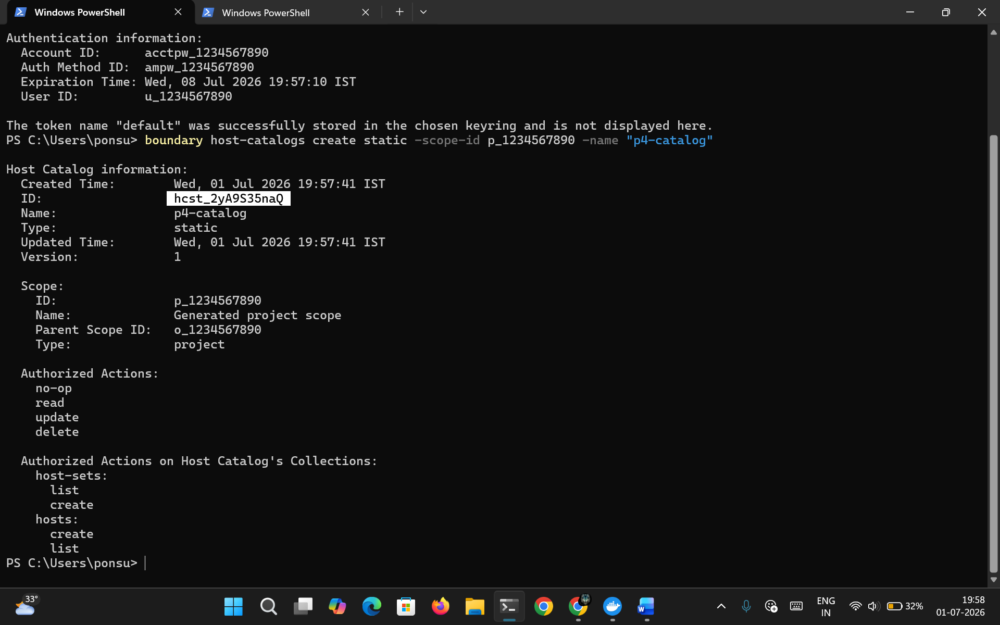 Windows PowerShell
Windows PowerShell
Authentication information:
  Account ID:      acctpw_1234567890
  Auth Method ID:  ampw_1234567890
  Expiration Time: Wed, 08 Jul 2026 19:57:10 IST
  User ID:         u_1234567890

The token name "default" was successfully stored in the chosen keyring and is not displayed here.
PS C:\Users\ponsu> boundary host-catalogs create static -scope-id p_1234567890 -name "p4-catalog"

Host Catalog information:
  Created Time:        Wed, 01 Jul 2026 19:57:41 IST
  ID:                  hcst_2yA9S35naQ
  Name:                p4-catalog
  Type:                static
  Updated Time:        Wed, 01 Jul 2026 19:57:41 IST
  Version:             1

  Scope:
    ID:                p_1234567890
    Name:              Generated project scope
    Parent Scope ID:   o_1234567890
    Type:              project

  Authorized Actions:
    no-op
    read
    update
    delete

  Authorized Actions on Host Catalog's Collections:
    host-sets:
      list
      create
    hosts:
      create
      list
PS C:\Users\ponsu>
33°
W
ENG
IN
32%
19:58
01-07-2026